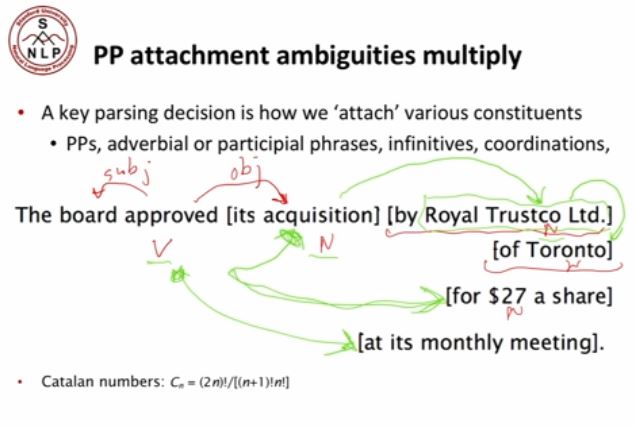 Stanford University
S
NLP
Natural Language Processing
PP attachment ambiguities multiply
• A key parsing decision is how we ‘attach’ various constituents
• PPs, adverbial or participial phrases, infinitives, coordinations,
subj obj
The board approved [its acquisition] [by Royal Trustco Ltd.]
V N N
[of Toronto]
N
[for $27 a share]
N
[at its monthly meeting].
• Catalan numbers: Cn = (2n)!/[(n+1)!n!]